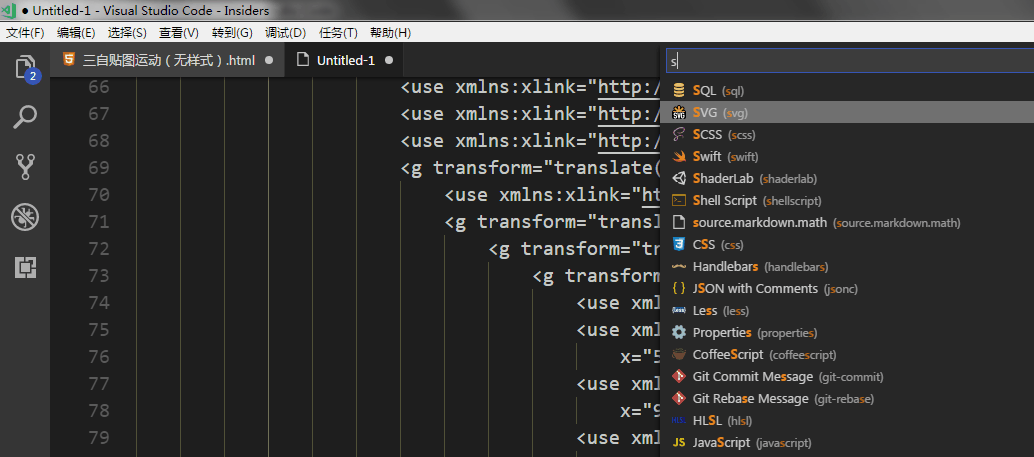 ● Untitled-1 - Visual Studio Code - Insiders
文件(F) 编辑(E) 选择(S) 查看(V) 转到(G) 调试(D) 任务(T) 帮助(H)
三自贴图运动（无样式）.html ● Untitled-1 ●
2
s
SQL (sql)
SVG (svg)
SCSS (scss)
Swift (swift)
ShaderLab (shaderlab)
Shell Script (shellscript)
source.markdown.math (source.markdown.math)
CSS (css)
Handlebars (handlebars)
{ } JSON with Comments (jsonc)
{less} Less (less)
Properties (properties)
CoffeeScript (coffeescript)
Git Commit Message (git-commit)
Git Rebase Message (git-rebase)
HLSL HLSL (hlsl)
JS JavaScript (javascript)
66 <use xmlns:xlink="http:/
67 <use xmlns:xlink="http:/
68 <use xmlns:xlink="http:/
69 <g transform="translate(
70 <use xmlns:xlink="ht
71 <g transform="transl
72 <g transform="tr
73 <g transform
74 <use xml
75 <use xml
76 x="5
77 <use xml
78 x="9
79 <use xml